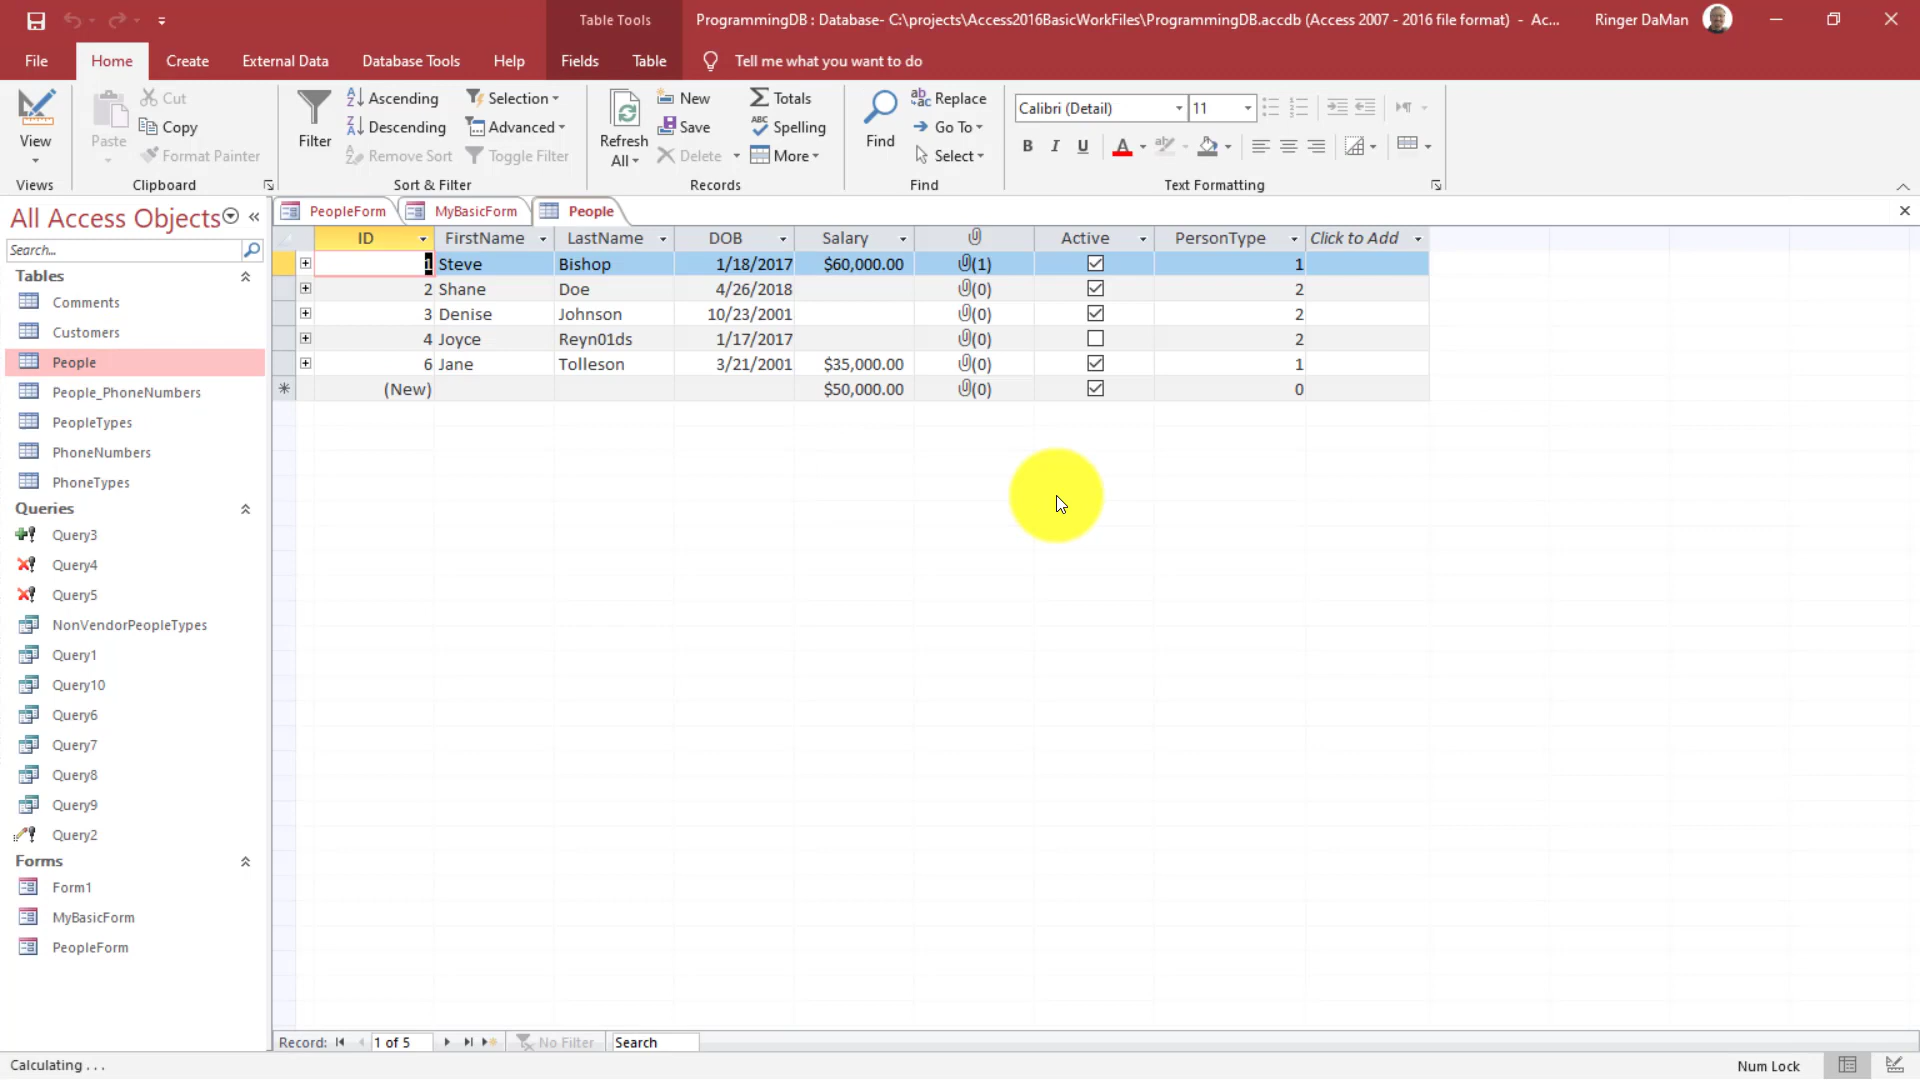 Table Tools
ProgrammingDB : Database- C:\projects\Access2016BasicWorkFiles\ProgrammingDB.accdb (Access 2007 - 2016 file format) - Ac...
Ringer DaMan
File Home Create External Data Database Tools Help Fields Table Tell me what you want to do
View
Views
Paste
Cut
Copy
Format Painter
Clipboard
Filter
Ascending
Descending
Remove Sort
Selection
Advanced
Toggle Filter
Sort & Filter
Refresh
All
New
Save
Delete
Totals
Spelling
More
Records
Find
Replace
Go To
Select
Find
Calibri (Detail) 11
B I U A
Text Formatting
All Access Objects
Search...
Tables
Comments
Customers
People
People_PhoneNumbers
PeopleTypes
PhoneNumbers
PhoneTypes
Queries
Query3
Query4
Query5
NonVendorPeopleTypes
Query1
Query10
Query6
Query7
Query8
Query9
Query2
Forms
Form1
MyBasicForm
PeopleForm
PeopleForm MyBasicForm People
ID FirstName LastName DOB Salary Active PersonType Click to Add
1 Steve Bishop 1/18/2017 $60,000.00 (1) 1
2 Shane Doe 4/26/2018 (0) 2
3 Denise Johnson 10/23/2001 (0) 2
4 Joyce Reyn01ds 1/17/2017 (0) 2
6 Jane Tolleson 3/21/2001 $35,000.00 (0) 1
(New) $50,000.00 (0) 0
Record: 1 of 5 No Filter Search
Calculating . . .
Num Lock